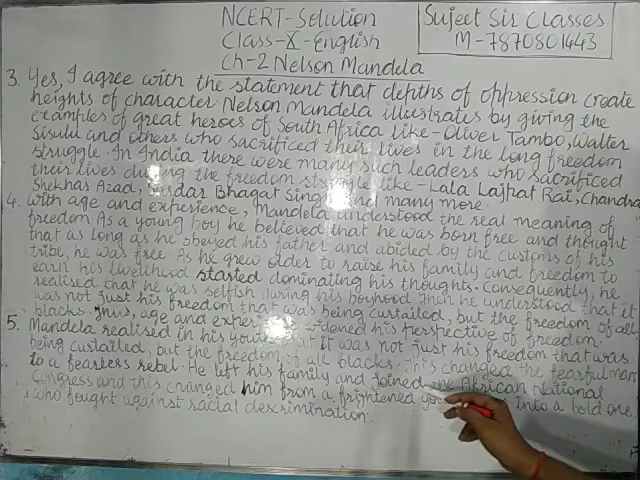 NCERT-Solution
Class-X-English
Ch-2 Nelson Mandela
Sujeet Sir Classes
M-7870801443
3. Yes, I agree with the statement that depths of oppression create
heights of character Nelson Mandela illustrates by giving the
examples of great heroes of South Africa like - Oliver Tambo, Walter
Sisulu and others who sacrificed their lives in the long freedom
struggle. In India there were many such leaders who sacrificed
their lives during the freedom struggle like - Lala Lajpat Rai, Chandra
Shekhar Azad, Sardar Bhagat Singh and many more.
4. With age and experience, Mandela understood the real meaning of
freedom. As a young boy he believed that he was born free and thought
that as long as he obeyed his father and abided by the customs of his
tribe, he was free. As he grew older to raise his family and freedom to
earn his livelihood started dominating his thoughts. Consequently, he
realised that he was selfish during his boyhood then he understood that it
was not just his freedom that was being curtailed, but the freedom of all
blacks. Thus, age and widened his perspective of freedom.
5. Mandela realised in his it was not just his freedom that was
being curtailed, but the freedom of all blacks. This changed the fearful man
to a fearless rebel. He left his family and joined the African National
Congress and this changed him from a frightened into a bold one
who fought against racial descrimination.